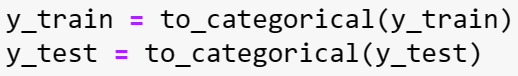 y_train = to_categorical(y_train)
y_test = to_categorical(y_test)